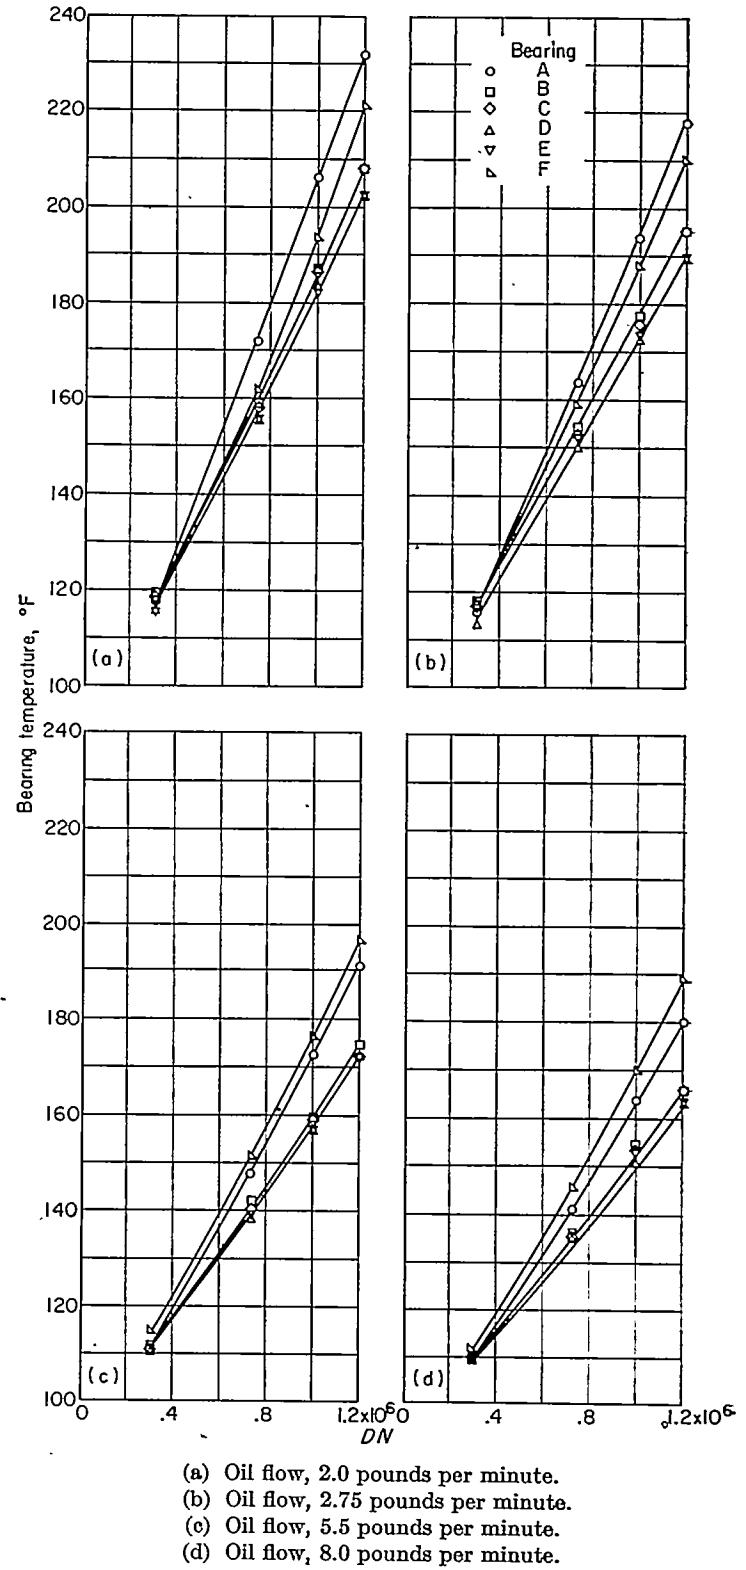 240
220
200
180
160
140
120
100
(a)
Bearing
A
B
C
D
E
F
(b)
Bearing temperature, °F
240
220
200
180
160
140
120
100
(c)
(d)
0 .4 .8 1.2x10⁶ 0 .4 .8 1.2x10⁶
DN
(a) Oil flow, 2.0 pounds per minute.
(b) Oil flow, 2.75 pounds per minute.
(c) Oil flow, 5.5 pounds per minute.
(d) Oil flow, 8.0 pounds per minute.